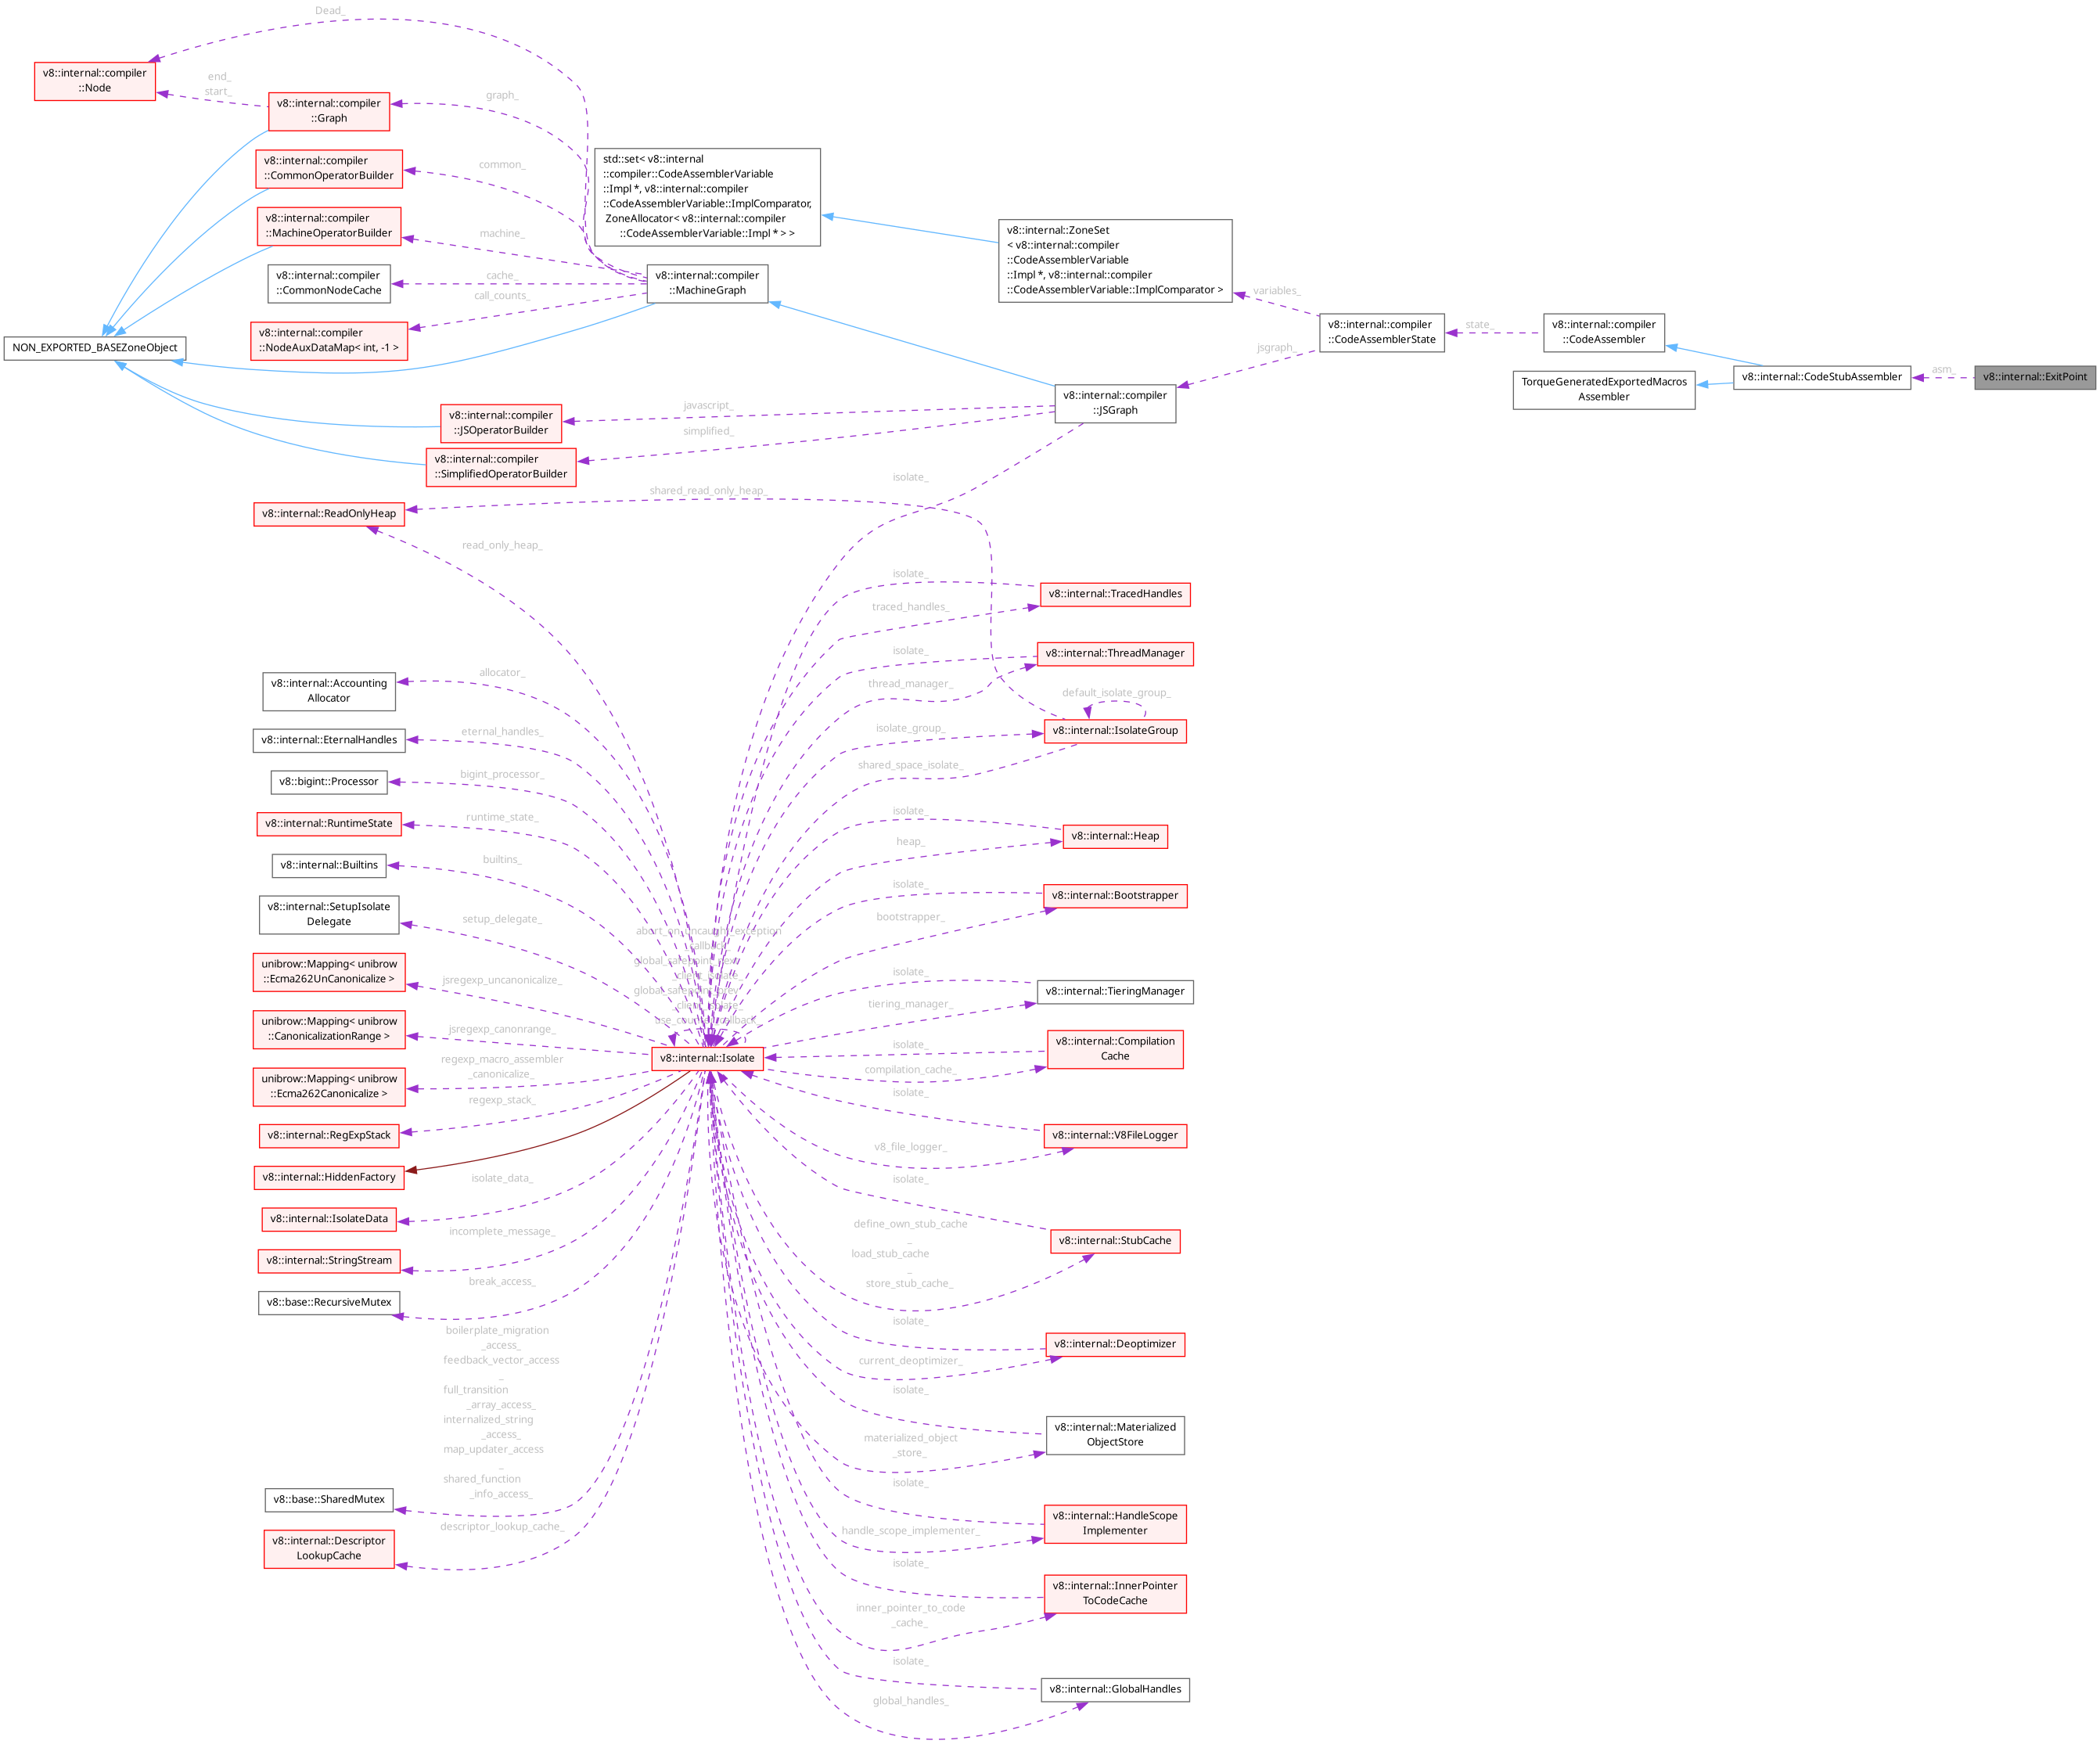 Dead_
v8::internal::compiler
::Node
end_
start_
v8::internal::compiler
::Graph
graph_
v8::internal::compiler
::CommonOperatorBuilder
common_
v8::internal::compiler
::MachineOperatorBuilder
machine_
v8::internal::compiler
::CommonNodeCache
cache_
call_counts_
v8::internal::compiler
::NodeAuxDataMap< int, -1 >
NON_EXPORTED_BASEZoneObject
std::set< v8::internal
::compiler::CodeAssemblerVariable
::Impl *, v8::internal::compiler
::CodeAssemblerVariable::ImplComparator,
ZoneAllocator< v8::internal::compiler
::CodeAssemblerVariable::Impl * > >
v8::internal::compiler
::MachineGraph
v8::internal::ZoneSet
< v8::internal::compiler
::CodeAssemblerVariable
::Impl *, v8::internal::compiler
::CodeAssemblerVariable::ImplComparator >
variables_
jsgraph_
v8::internal::compiler
::CodeAssemblerState
state_
v8::internal::compiler
::CodeAssembler
TorqueGeneratedExportedMacros
Assembler
v8::internal::CodeStubAssembler
asm_
v8::internal::ExitPoint
v8::internal::compiler
::JSGraph
javascript_
simplified_
v8::internal::compiler
::JSOperatorBuilder
v8::internal::compiler
::SimplifiedOperatorBuilder
isolate_
shared_read_only_heap_
v8::internal::ReadOnlyHeap
read_only_heap_
isolate_
traced_handles_
v8::internal::TracedHandles
isolate_
thread_manager_
v8::internal::ThreadManager
default_isolate_group_
isolate_group_
shared_space_isolate_
v8::internal::IsolateGroup
v8::internal::Accounting
Allocator
allocator_
v8::internal::EternalHandles
eternal_handles_
v8::bigint::Processor
bigint_processor_
v8::internal::RuntimeState
runtime_state_
v8::internal::Builtins
builtins_
v8::internal::SetupIsolate
Delegate
setup_delegate_
unibrow::Mapping< unibrow
::Ecma262UnCanonicalize >
jsregexp_uncanonicalize_
unibrow::Mapping< unibrow
::CanonicalizationRange >
jsregexp_canonrange_
unibrow::Mapping< unibrow
::Ecma262Canonicalize >
regexp_macro_assembler
_canonicalize_
v8::internal::RegExpStack
regexp_stack_
v8::internal::HiddenFactory
v8::internal::IsolateData
isolate_data_
v8::internal::StringStream
incomplete_message_
v8::base::RecursiveMutex
break_access_
boilerplate_migration
_access_
feedback_vector_access
_
full_transition
_array_access_
internalized_string
_access_
map_updater_access
_
shared_function
_info_access_
v8::base::SharedMutex
descriptor_lookup_cache_
v8::internal::Descriptor
LookupCache
abort_on_uncaught_exception
_callback_
global_safepoint_next
_client_isolate_
global_safepoint_prev
_client_isolate_
use_counter_callback_
v8::internal::Isolate
isolate_
heap_
v8::internal::Heap
isolate_
bootstrapper_
v8::internal::Bootstrapper
isolate_
tiering_manager_
v8::internal::TieringManager
isolate_
compilation_cache_
v8::internal::Compilation
Cache
isolate_
v8_file_logger_
v8::internal::V8FileLogger
isolate_
define_own_stub_cache
_
load_stub_cache
_
store_stub_cache_
v8::internal::StubCache
isolate_
current_deoptimizer_
v8::internal::Deoptimizer
isolate_
materialized_object
_store_
v8::internal::Materialized
ObjectStore
isolate_
handle_scope_implementer_
v8::internal::HandleScope
Implementer
isolate_
inner_pointer_to_code
_cache_
v8::internal::InnerPointer
ToCodeCache
isolate_
global_handles_
v8::internal::GlobalHandles